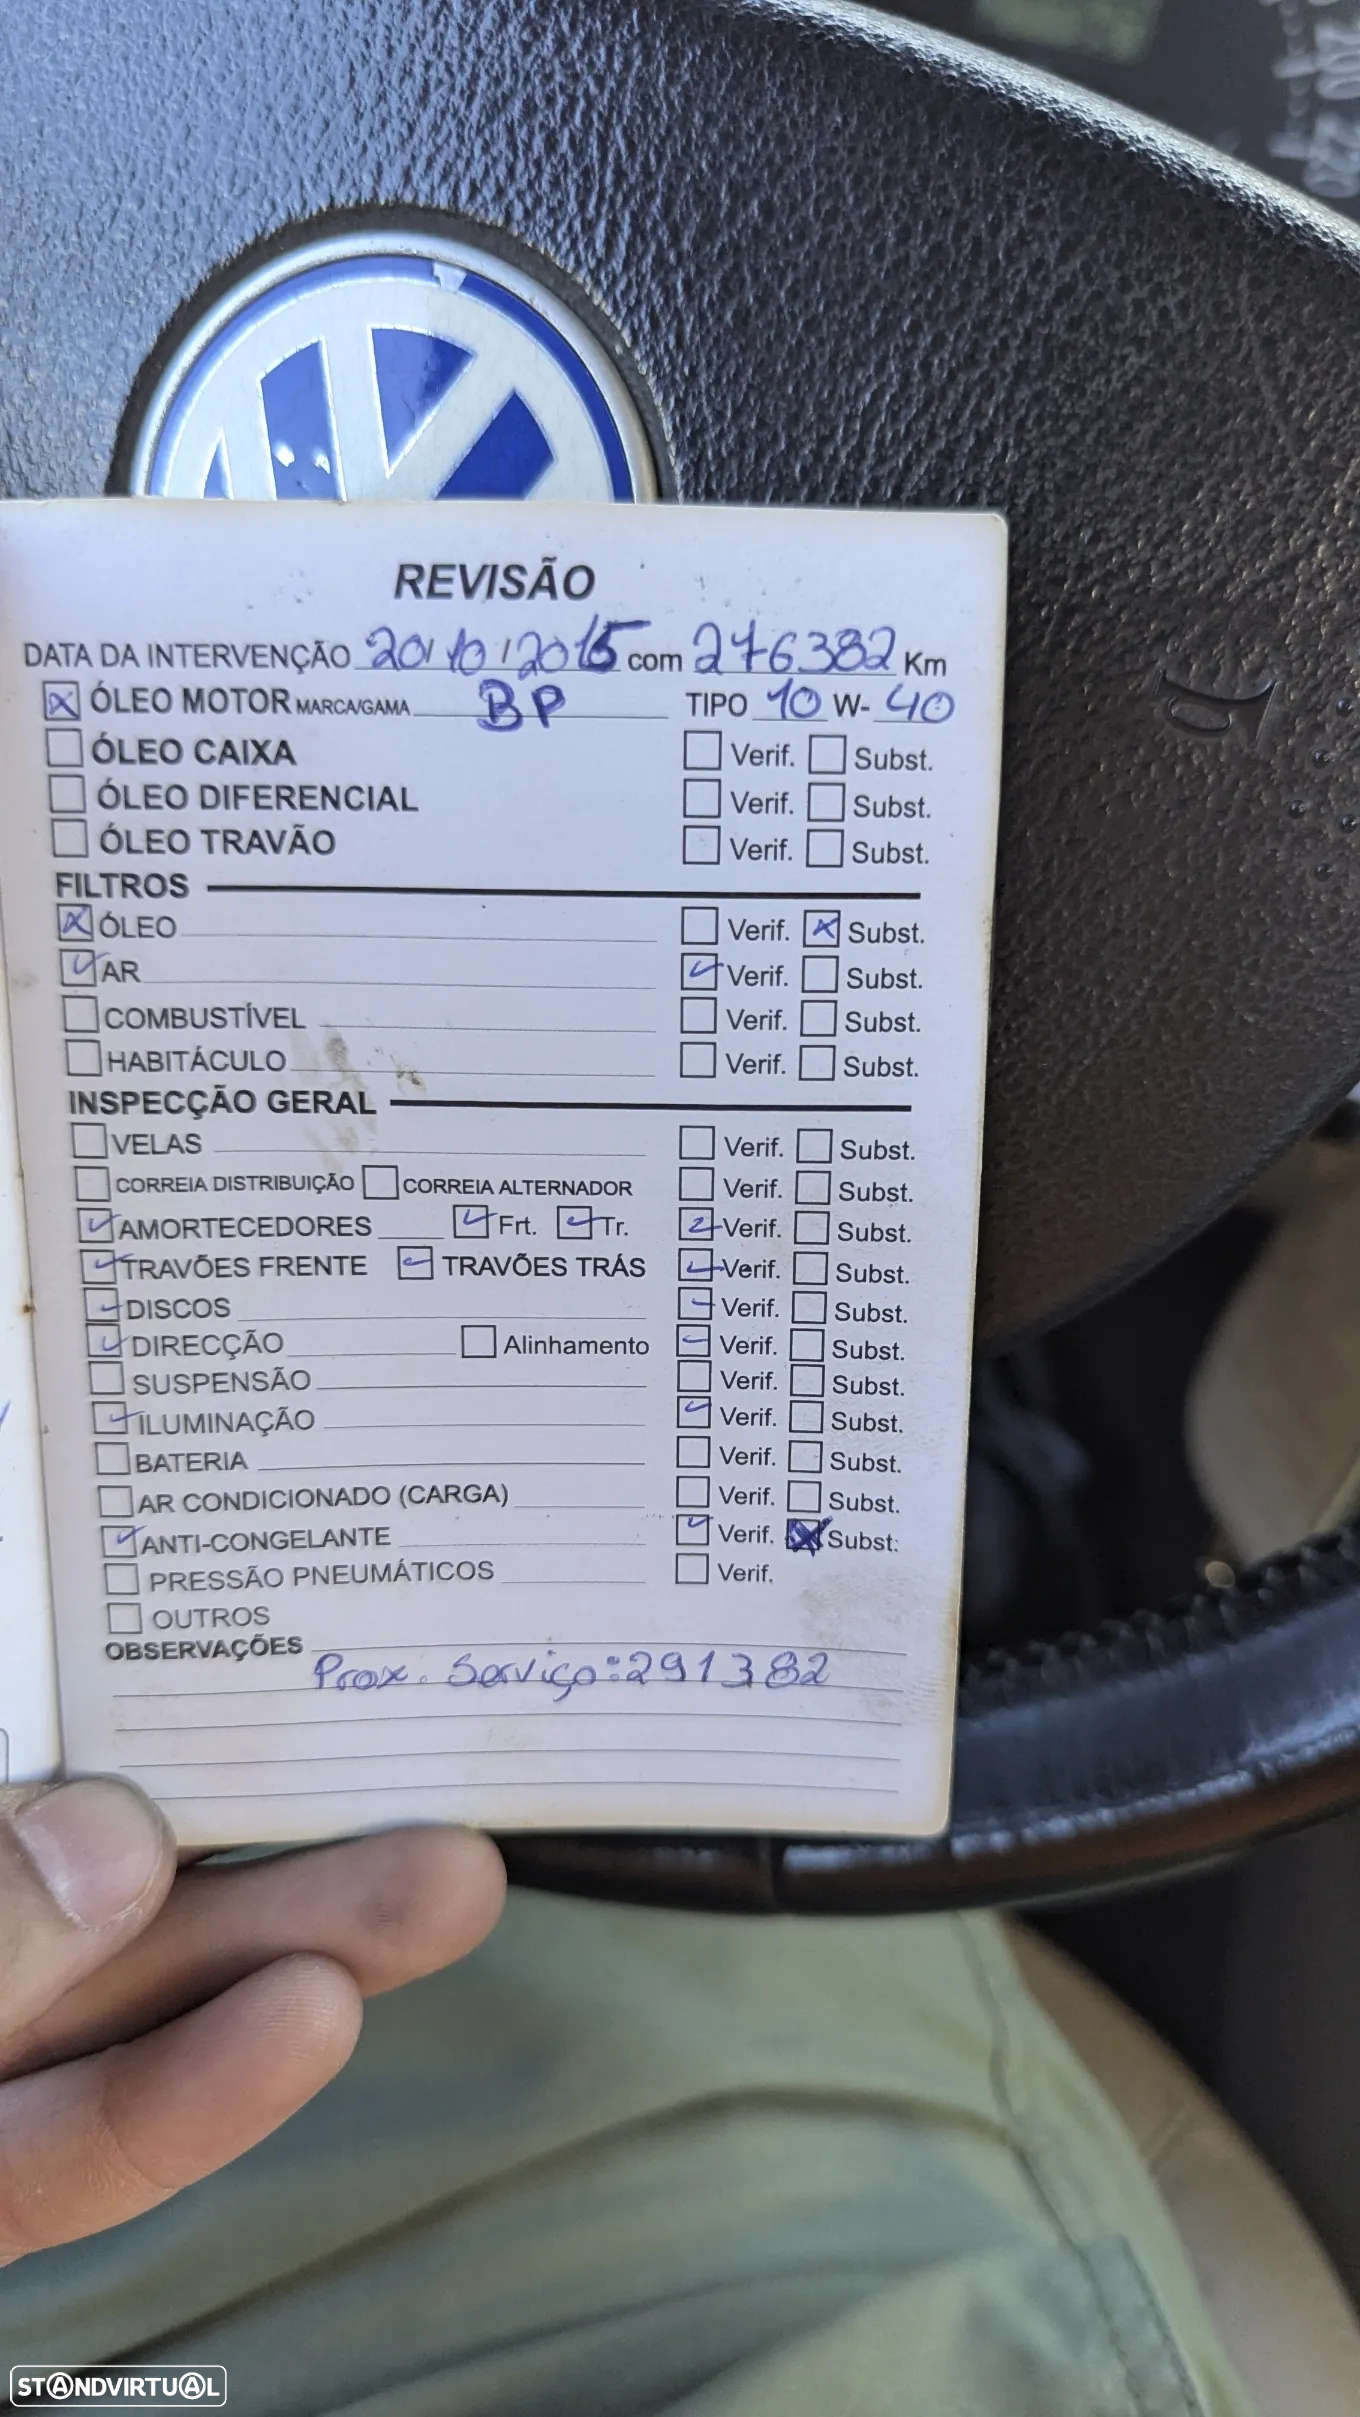 200 220
REVISÃO
DATA DA INTERVENÇÃO 20/10/2015 com 276382 Km
ÓLEO MOTOR MARCA/GAMA BP TIPO 10 W- 40
ÓLEO CAIXA Verif. Subst.
ÓLEO DIFERENCIAL Verif. Subst.
ÓLEO TRAVÃO Verif. Subst.
FILTROS
ÓLEO Verif. Subst.
AR Verif. Subst.
COMBUSTÍVEL Verif. Subst.
HABITÁCULO Verif. Subst.
INSPECÇÃO GERAL
VELAS Verif. Subst.
CORREIA DISTRIBUIÇÃO CORREIA ALTERNADOR Verif. Subst.
AMORTECEDORES Frt. Tr. Verif. Subst.
TRAVÕES FRENTE TRAVÕES TRÁS Verif. Subst.
DISCOS Verif. Subst.
DIRECÇÃO Alinhamento Verif. Subst.
SUSPENSÃO Verif. Subst.
ILUMINAÇÃO Verif. Subst.
BATERIA Verif. Subst.
AR CONDICIONADO (CARGA) Verif. Subst.
ANTI-CONGELANTE Verif. Subst.
PRESSÃO PNEUMÁTICOS Verif.
OUTROS
OBSERVAÇÕES
Prox. Serviço: 291382
STANDVIRTUAL